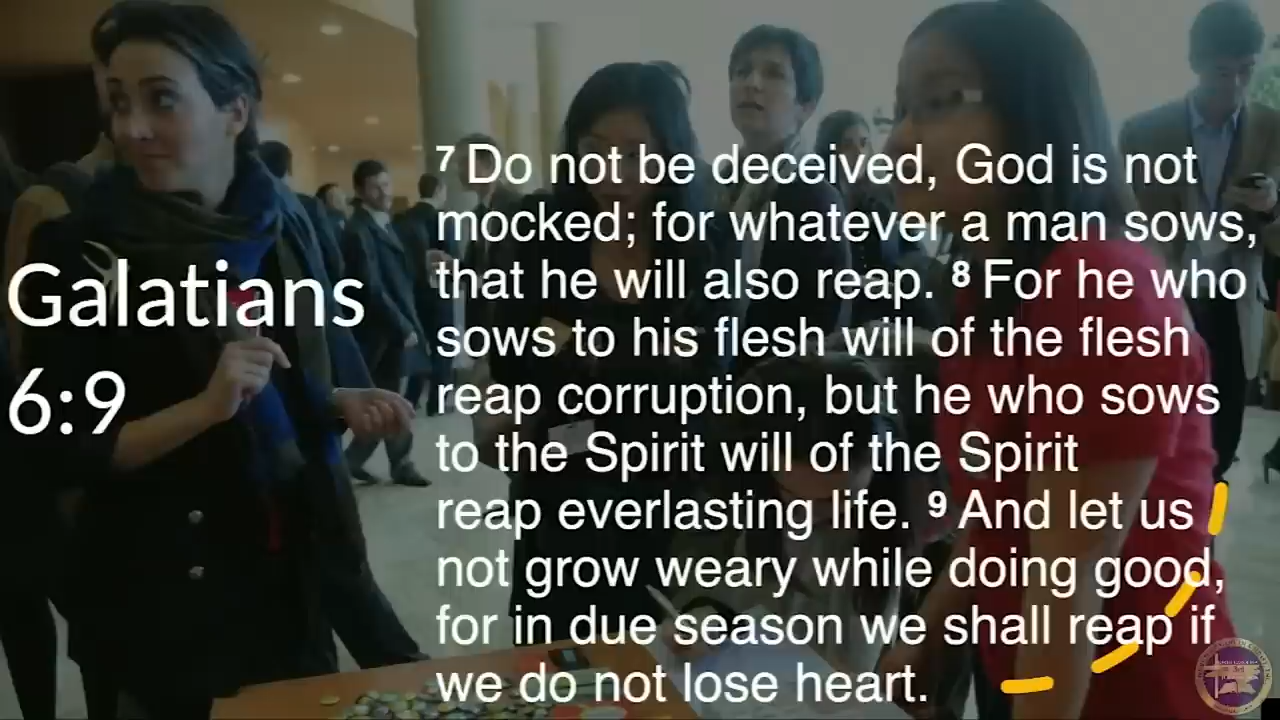 Galatians
6:9
7 Do not be deceived, God is not
mocked; for whatever a man sows,
that he will also reap. 8 For he who
sows to his flesh will of the flesh
reap corruption, but he who sows
to the Spirit will of the Spirit
reap everlasting life. 9 And let us
not grow weary while doing good,
for in due season we shall reap if
we do not lose heart.